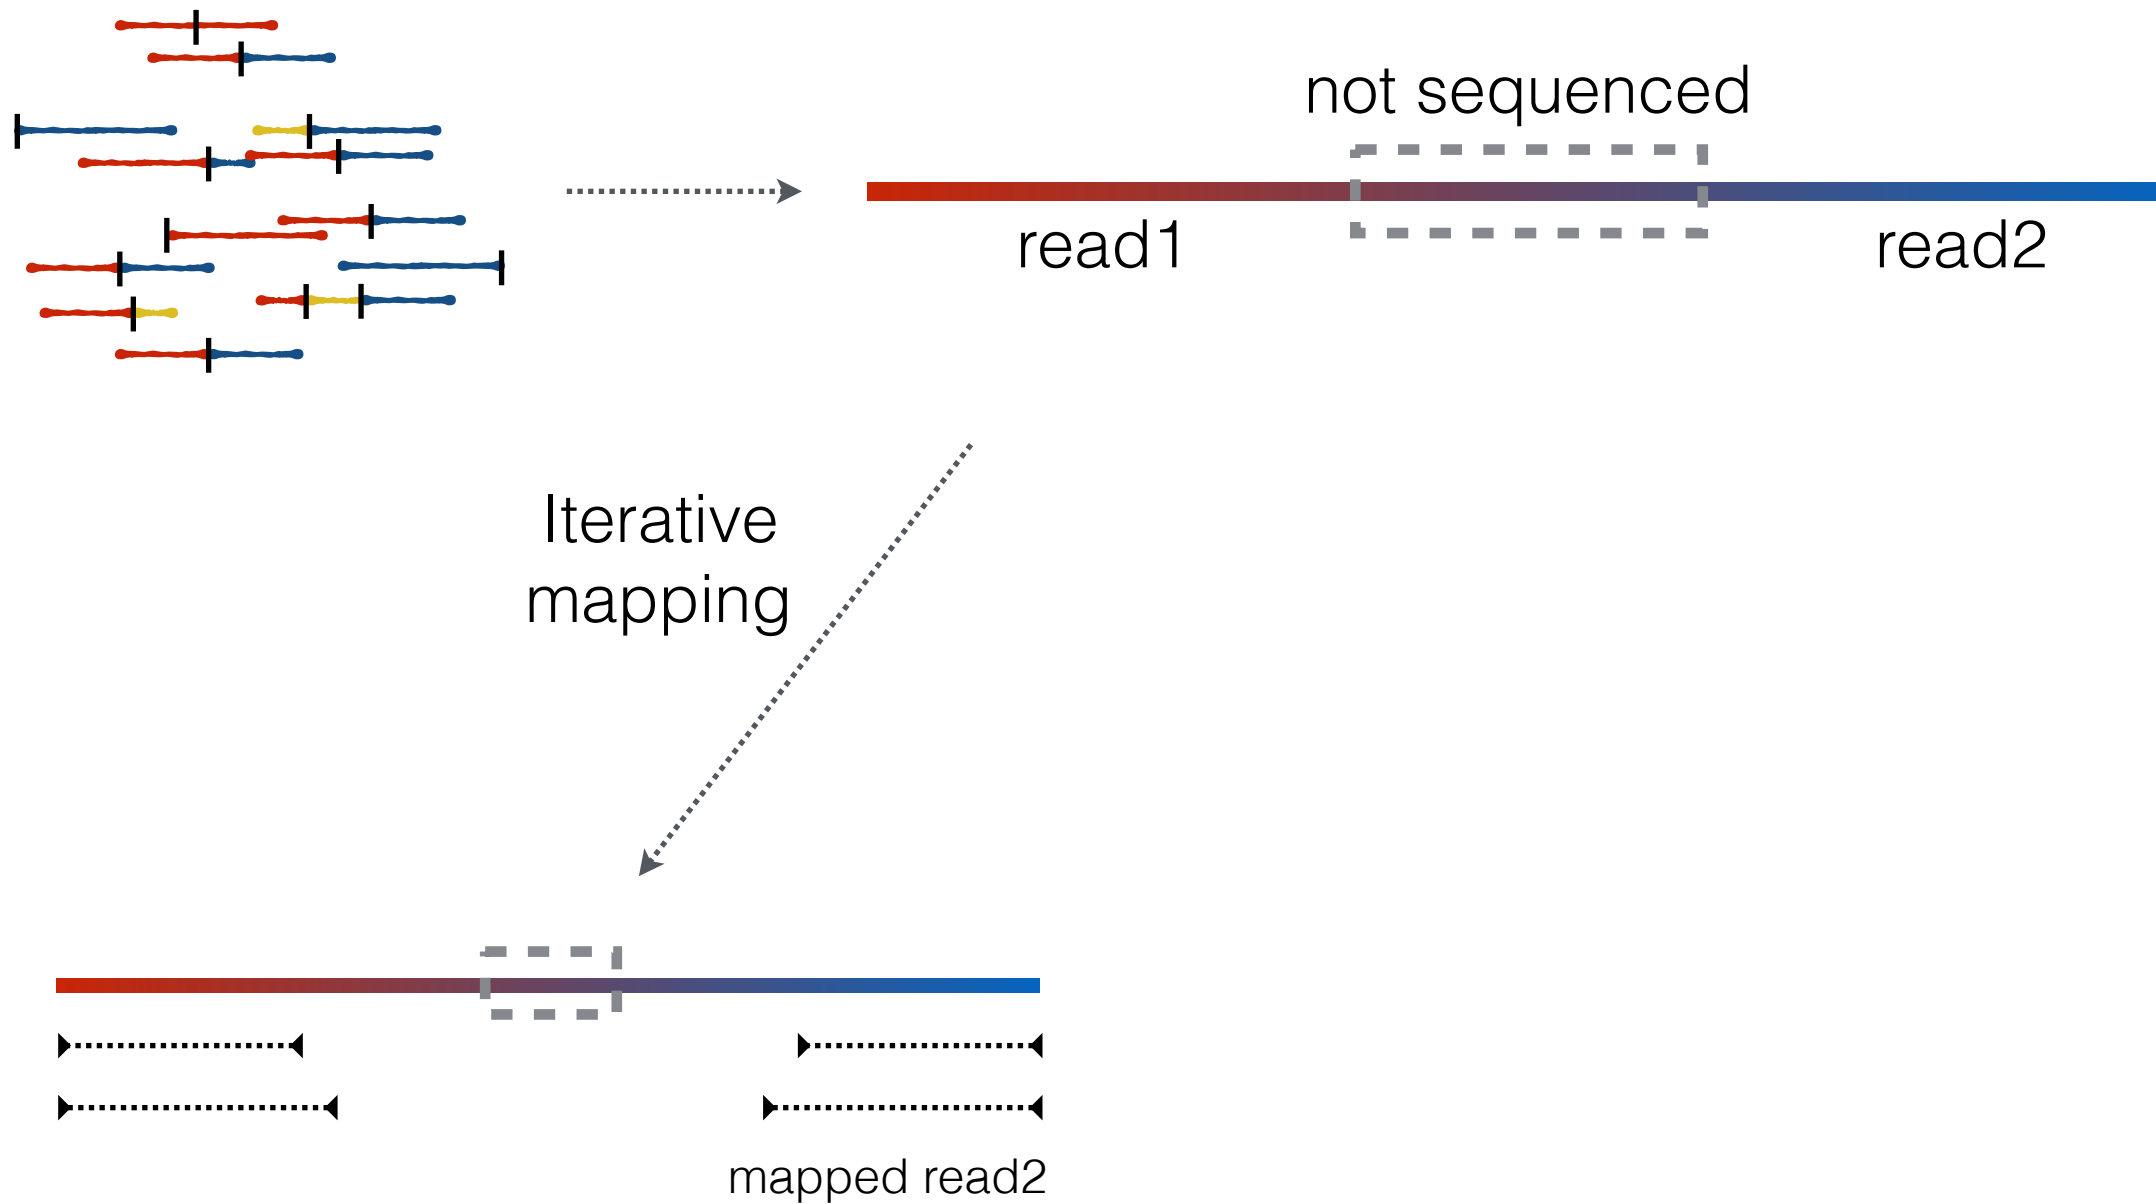 not sequenced
read1
read2
Iterative
mapping
mapped read2